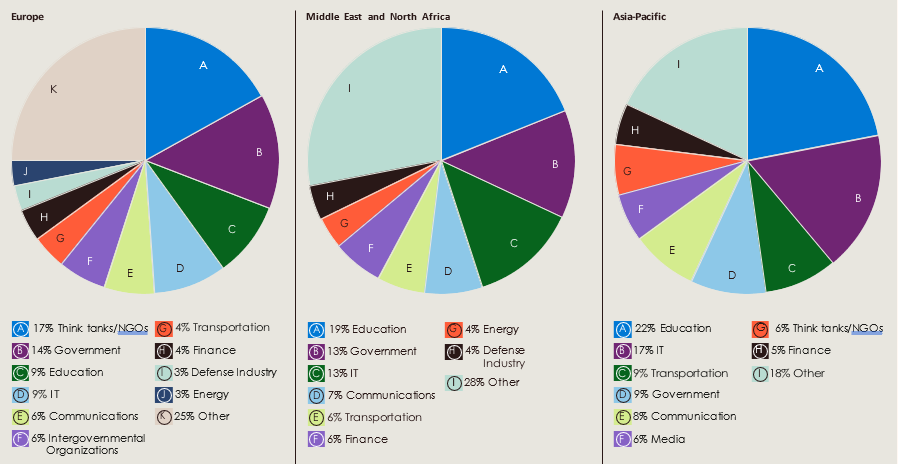 Europe
A
B
C
D
E
F
G
H
I
J
K
A 17% Think tanks/NGOs
B 14% Government
C 9% Education
D 9% IT
E 6% Communications
F 6% Intergovernmental
Organizations
G 4% Transportation
H 4% Finance
I 3% Defense Industry
J 3% Energy
K 25% Other
Middle East and North Africa
A
B
C
D
E
F
G
H
I
A 19% Education
B 13% Government
C 13% IT
D 7% Communications
E 6% Transportation
F 6% Finance
G 4% Energy
H 4% Defense
Industry
I 28% Other
Asia-Pacific
A
B
C
D
E
F
G
H
I
A 22% Education
B 17% IT
C 9% Transportation
D 9% Government
E 8% Communication
F 6% Media
G 6% Think tanks/NGOs
H 5% Finance
I 18% Other